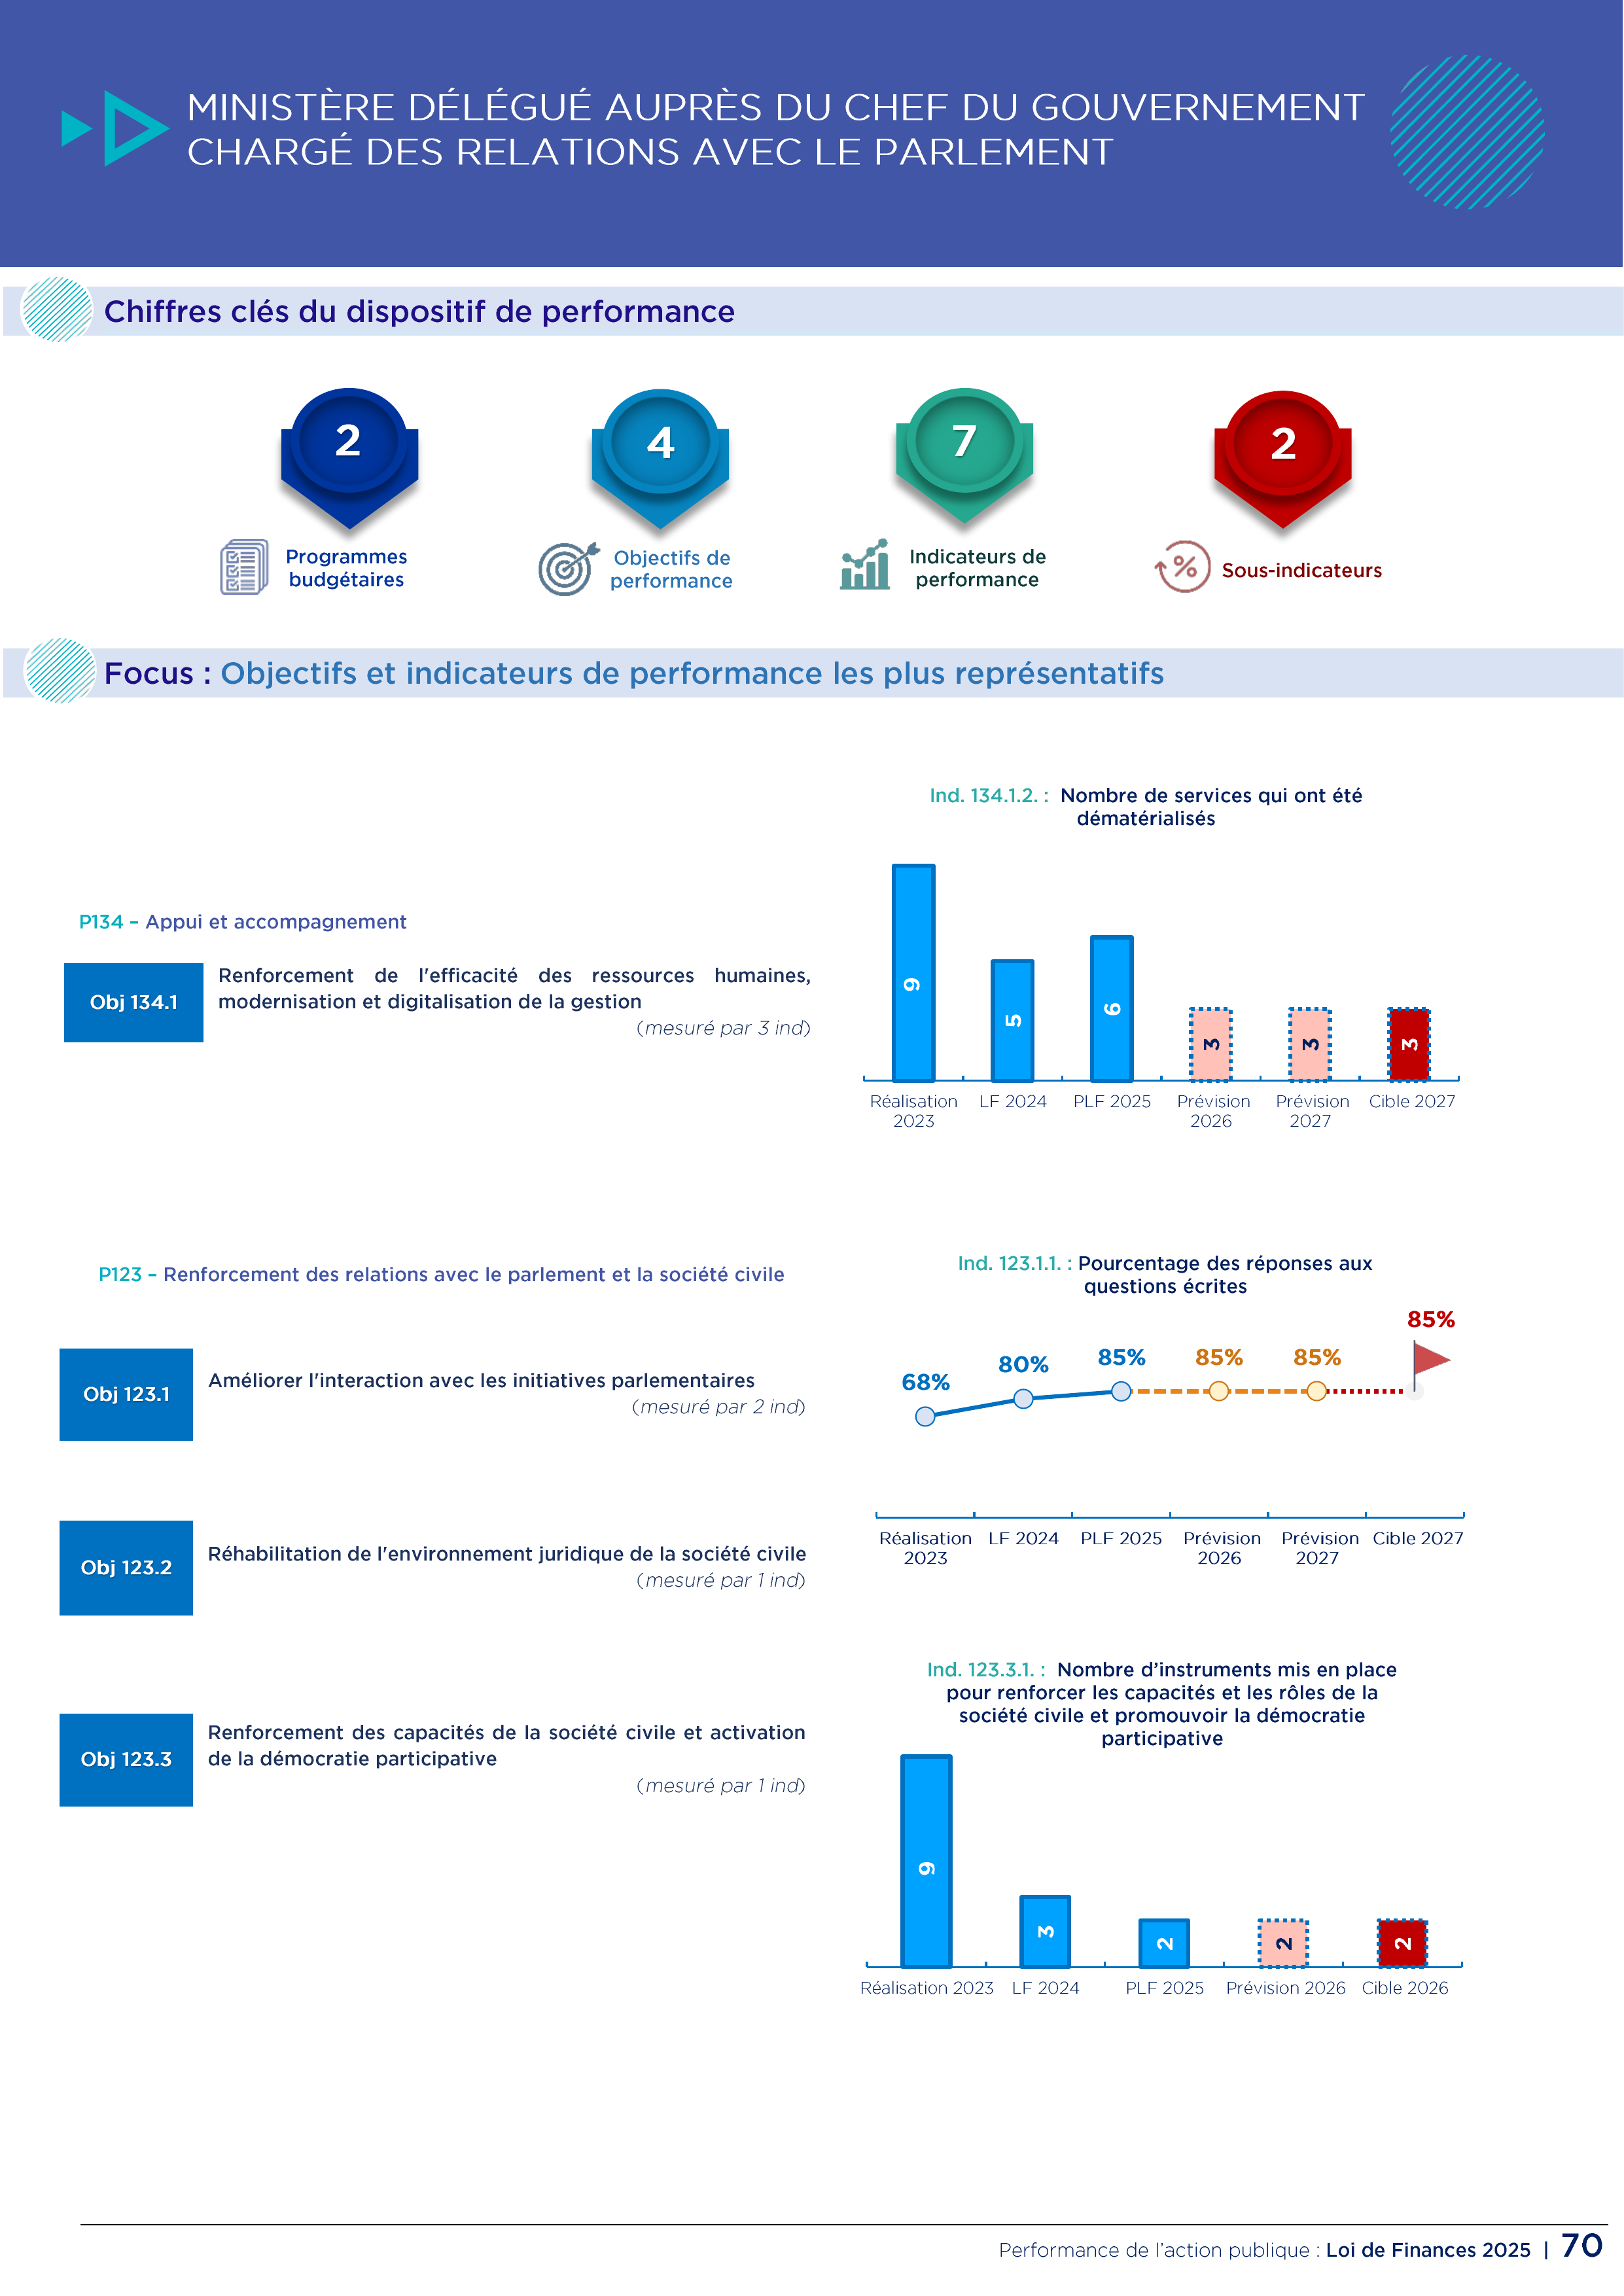 MINISTÈRE DÉLÉGUÉ AUPRÈS DU CHEF DU GOUVERNEMENT
CHARGÉ DES RELATIONS AVEC LE PARLEMENT
Chiffres clés du dispositif de performance
2
4
7
2
Programmes
budgétaires
Objectifs de
performance
Indicateurs de
performance
%
Sous-indicateurs
Focus : Objectifs et indicateurs de performance les plus représentatifs
P134 – Appui et accompagnement
Obj 134.1
Renforcement de l'efficacité des ressources humaines,
modernisation et digitalisation de la gestion
(mesuré par 3 ind)
Ind. 134.1.2. : Nombre de services qui ont été
dématérialisés
9
5
6
3
3
3
Réalisation
2023
LF 2024
PLF 2025
Prévision
2026
Prévision
2027
Cible 2027
P123 – Renforcement des relations avec le parlement et la société civile
Obj 123.1
Améliorer l'interaction avec les initiatives parlementaires
(mesuré par 2 ind)
Ind. 123.1.1. : Pourcentage des réponses aux
questions écrites
68%
80%
85%
85%
85%
85%
Réalisation
2023
LF 2024
PLF 2025
Prévision
2026
Prévision
2027
Cible 2027
Obj 123.2
Réhabilitation de l'environnement juridique de la société civile
(mesuré par 1 ind)
Obj 123.3
Renforcement des capacités de la société civile et activation
de la démocratie participative
(mesuré par 1 ind)
Ind. 123.3.1. : Nombre d’instruments mis en place
pour renforcer les capacités et les rôles de la
société civile et promouvoir la démocratie
participative
9
3
2
2
2
Réalisation 2023
LF 2024
PLF 2025
Prévision 2026
Cible 2026
Performance de l’action publique : Loi de Finances 2025 | 70